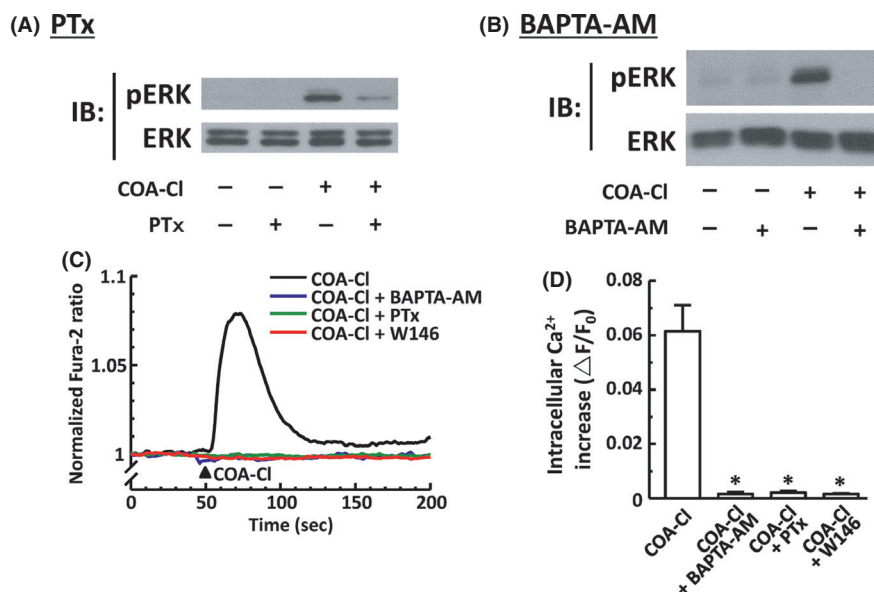 (A) PTx
IB:
pERK
ERK
COA-Cl − − + +
PTx − + − +
(B) BAPTA-AM
IB:
pERK
ERK
COA-Cl − − + +
BAPTA-AM − + − +
(C)
Normalized Fura-2 ratio
1.1
1.05
1
COA-Cl
COA-Cl + BAPTA-AM
COA-Cl + PTx
COA-Cl + W146
▲COA-Cl
0 50 100 150 200
Time (sec)
(D)
Intracellular Ca²⁺
increase (△F/F₀)
0.08
0.06
0.04
0.02
0
* * *
COA-Cl
COA-Cl
+ BAPTA-AM
COA-Cl
+ PTx
COA-Cl
+ W146